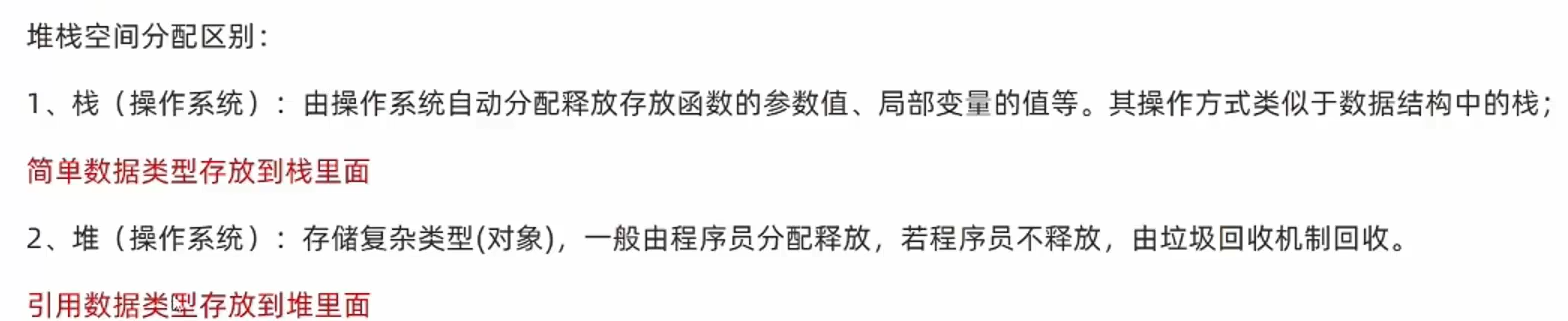 堆栈空间分配区别：
1、栈（操作系统）：由操作系统自动分配释放存放函数的参数值、局部变量的值等。其操作方式类似于数据结构中的栈；
简单数据类型存放到栈里面
2、堆（操作系统）：存储复杂类型(对象)，一般由程序员分配释放，若程序员不释放，由垃圾回收机制回收。
引用数据类型存放到堆里面